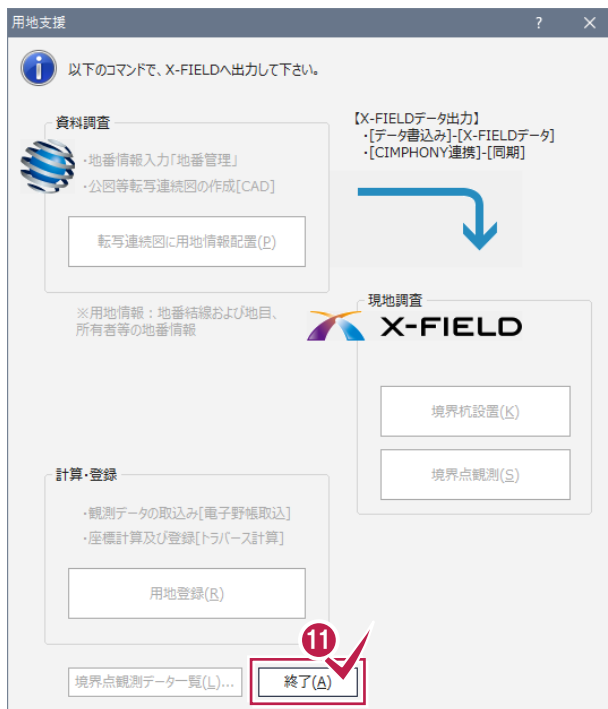 用地支援
? ×
以下のコマンドで、X-FIELDへ出力して下さい。
資料調査
・地番情報入力「地番管理」
・公図等転写連続図の作成[CAD]
転写連続図に用地情報配置(P)
※用地情報：地番結線および地目、
所有者等の地番情報
【X-FIELDデータ出力】
・[データ書込み]-[X-FIELDデータ]
・[CIMPHONY連携]-[同期]
現地調査
X-FIELD
境界杭設置(K)
境界点観測(S)
計算・登録
・観測データの取込み[電子野帳取込]
・座標計算及び登録[トラバース計算]
用地登録(R)
11
境界点観測データ一覧(L)...
終了(A)